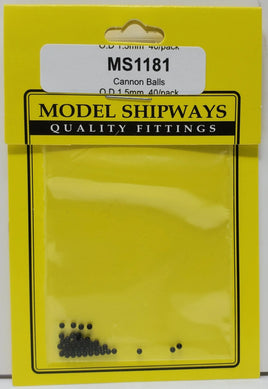 O.D 1.5mm 40/pack
MS1181
Cannon Balls
O.D 1.5mm 40/pack
MODEL SHIPWAYS
QUALITY FITTINGS